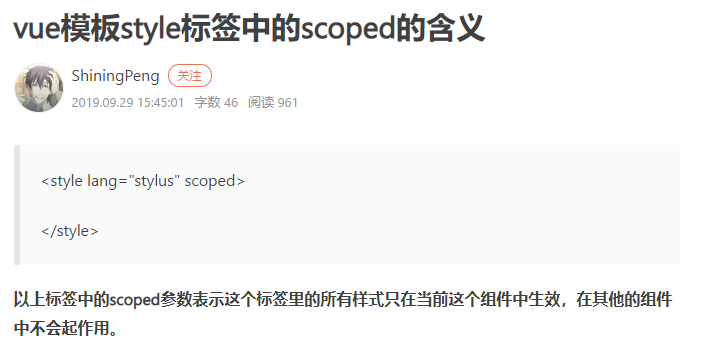 vue模板style标签中的scoped的含义
ShiningPeng 关注
2019.09.29 15:45:01 字数 46 阅读 961
<style lang="stylus" scoped>
</style>
以上标签中的scoped参数表示这个标签里的所有样式只在当前这个组件中生效，在其他的组件
中不会起作用。